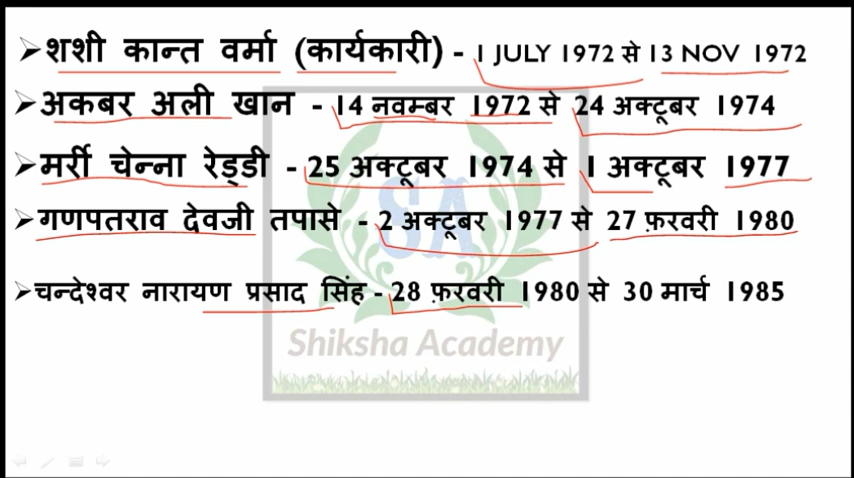 ➢शशी कान्त वर्मा (कार्यकारी) - 1 JULY 1972 से 13 NOV 1972
➢अकबर अली खान - 14 नवम्बर 1972 से 24 अक्टूबर 1974
➢मर्री चेन्ना रेड्डी - 25 अक्टूबर 1974 से 1 अक्टूबर 1977
➢गणपतराव देवजी तपासे - 2 अक्टूबर 1977 से 27 फ़रवरी 1980
➢चन्देश्वर नारायण प्रसाद सिंह - 28 फ़रवरी 1980 से 30 मार्च 1985
SA
Shiksha Academy